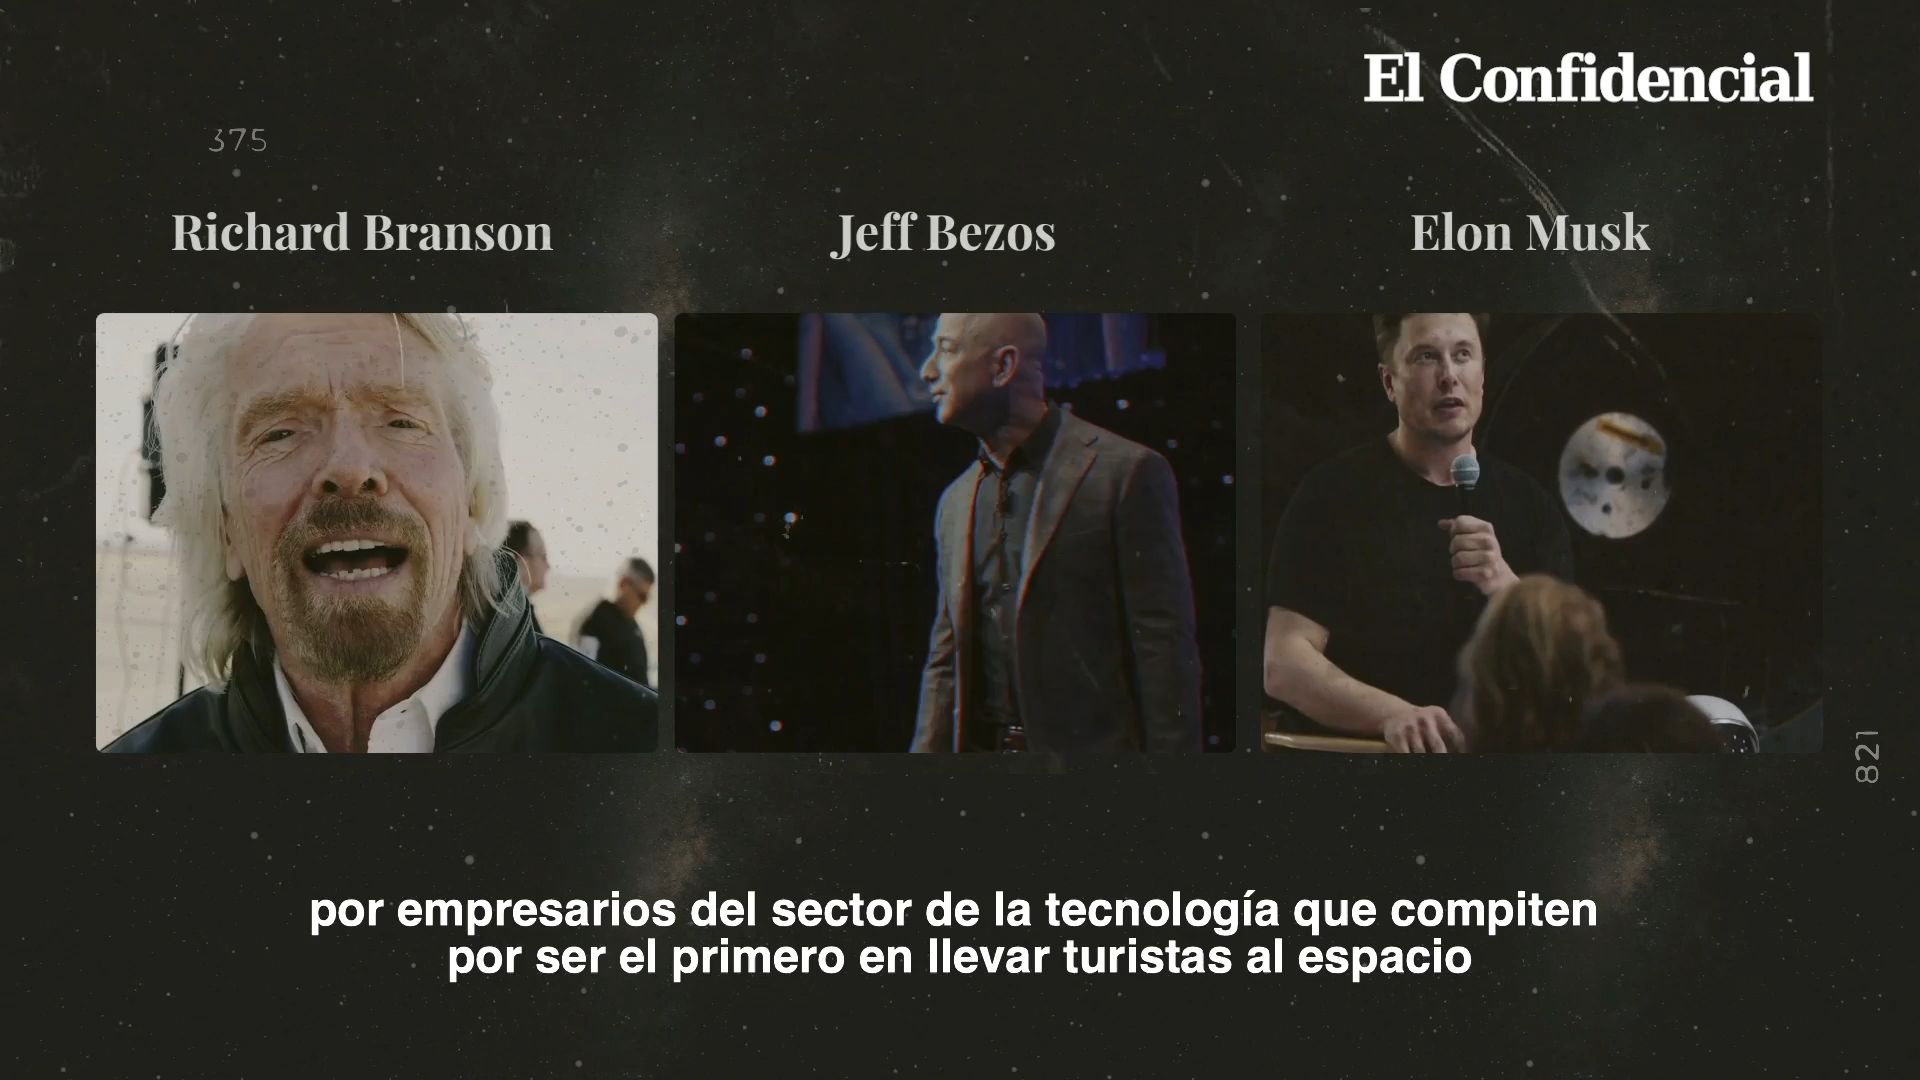 El Confidencial
375
Richard Branson
Jeff Bezos
Elon Musk
821
por empresarios del sector de la tecnología que compiten
por ser el primero en llevar turistas al espacio